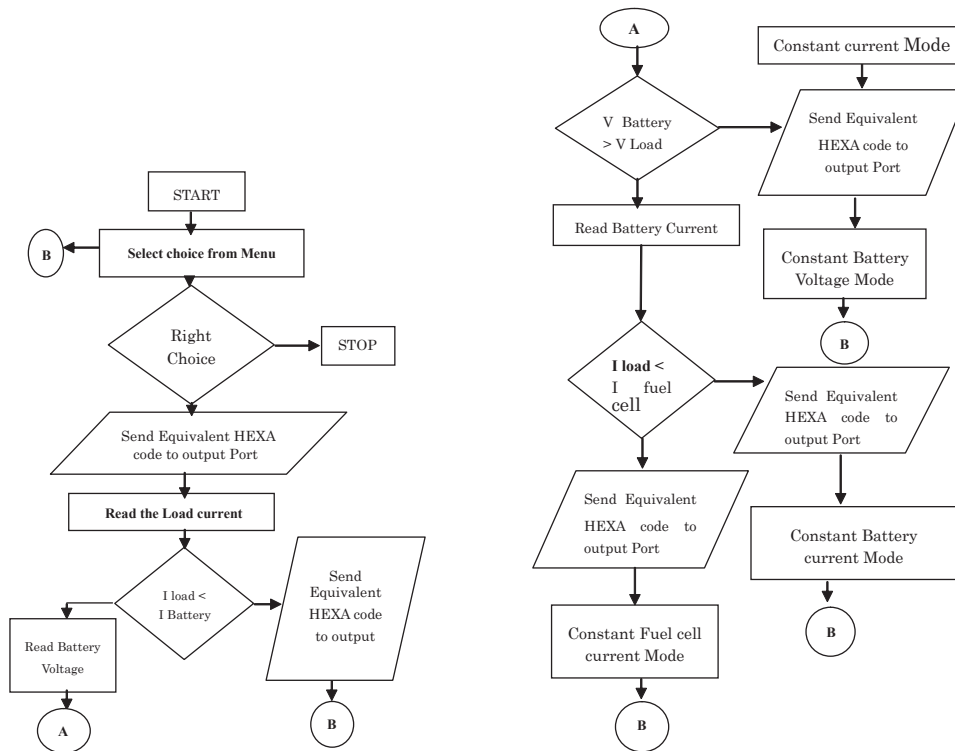 START
B
Select choice from Menu
Right
Choice
STOP
Send Equivalent HEXA
code to output Port
Read the Load current
I load <
I Battery
Send
Equivalent
HEXA code
to output
Read Battery
Voltage
A
B
A
Constant current Mode
V Battery
> V Load
Send Equivalent
HEXA code to
output Port
Read Battery Current
Constant Battery
Voltage Mode
B
I load <
I fuel
cell
Send Equivalent
HEXA code to
output Port
Send Equivalent
HEXA code to
output Port
Constant Battery
current Mode
B
Constant Fuel cell
current Mode
B